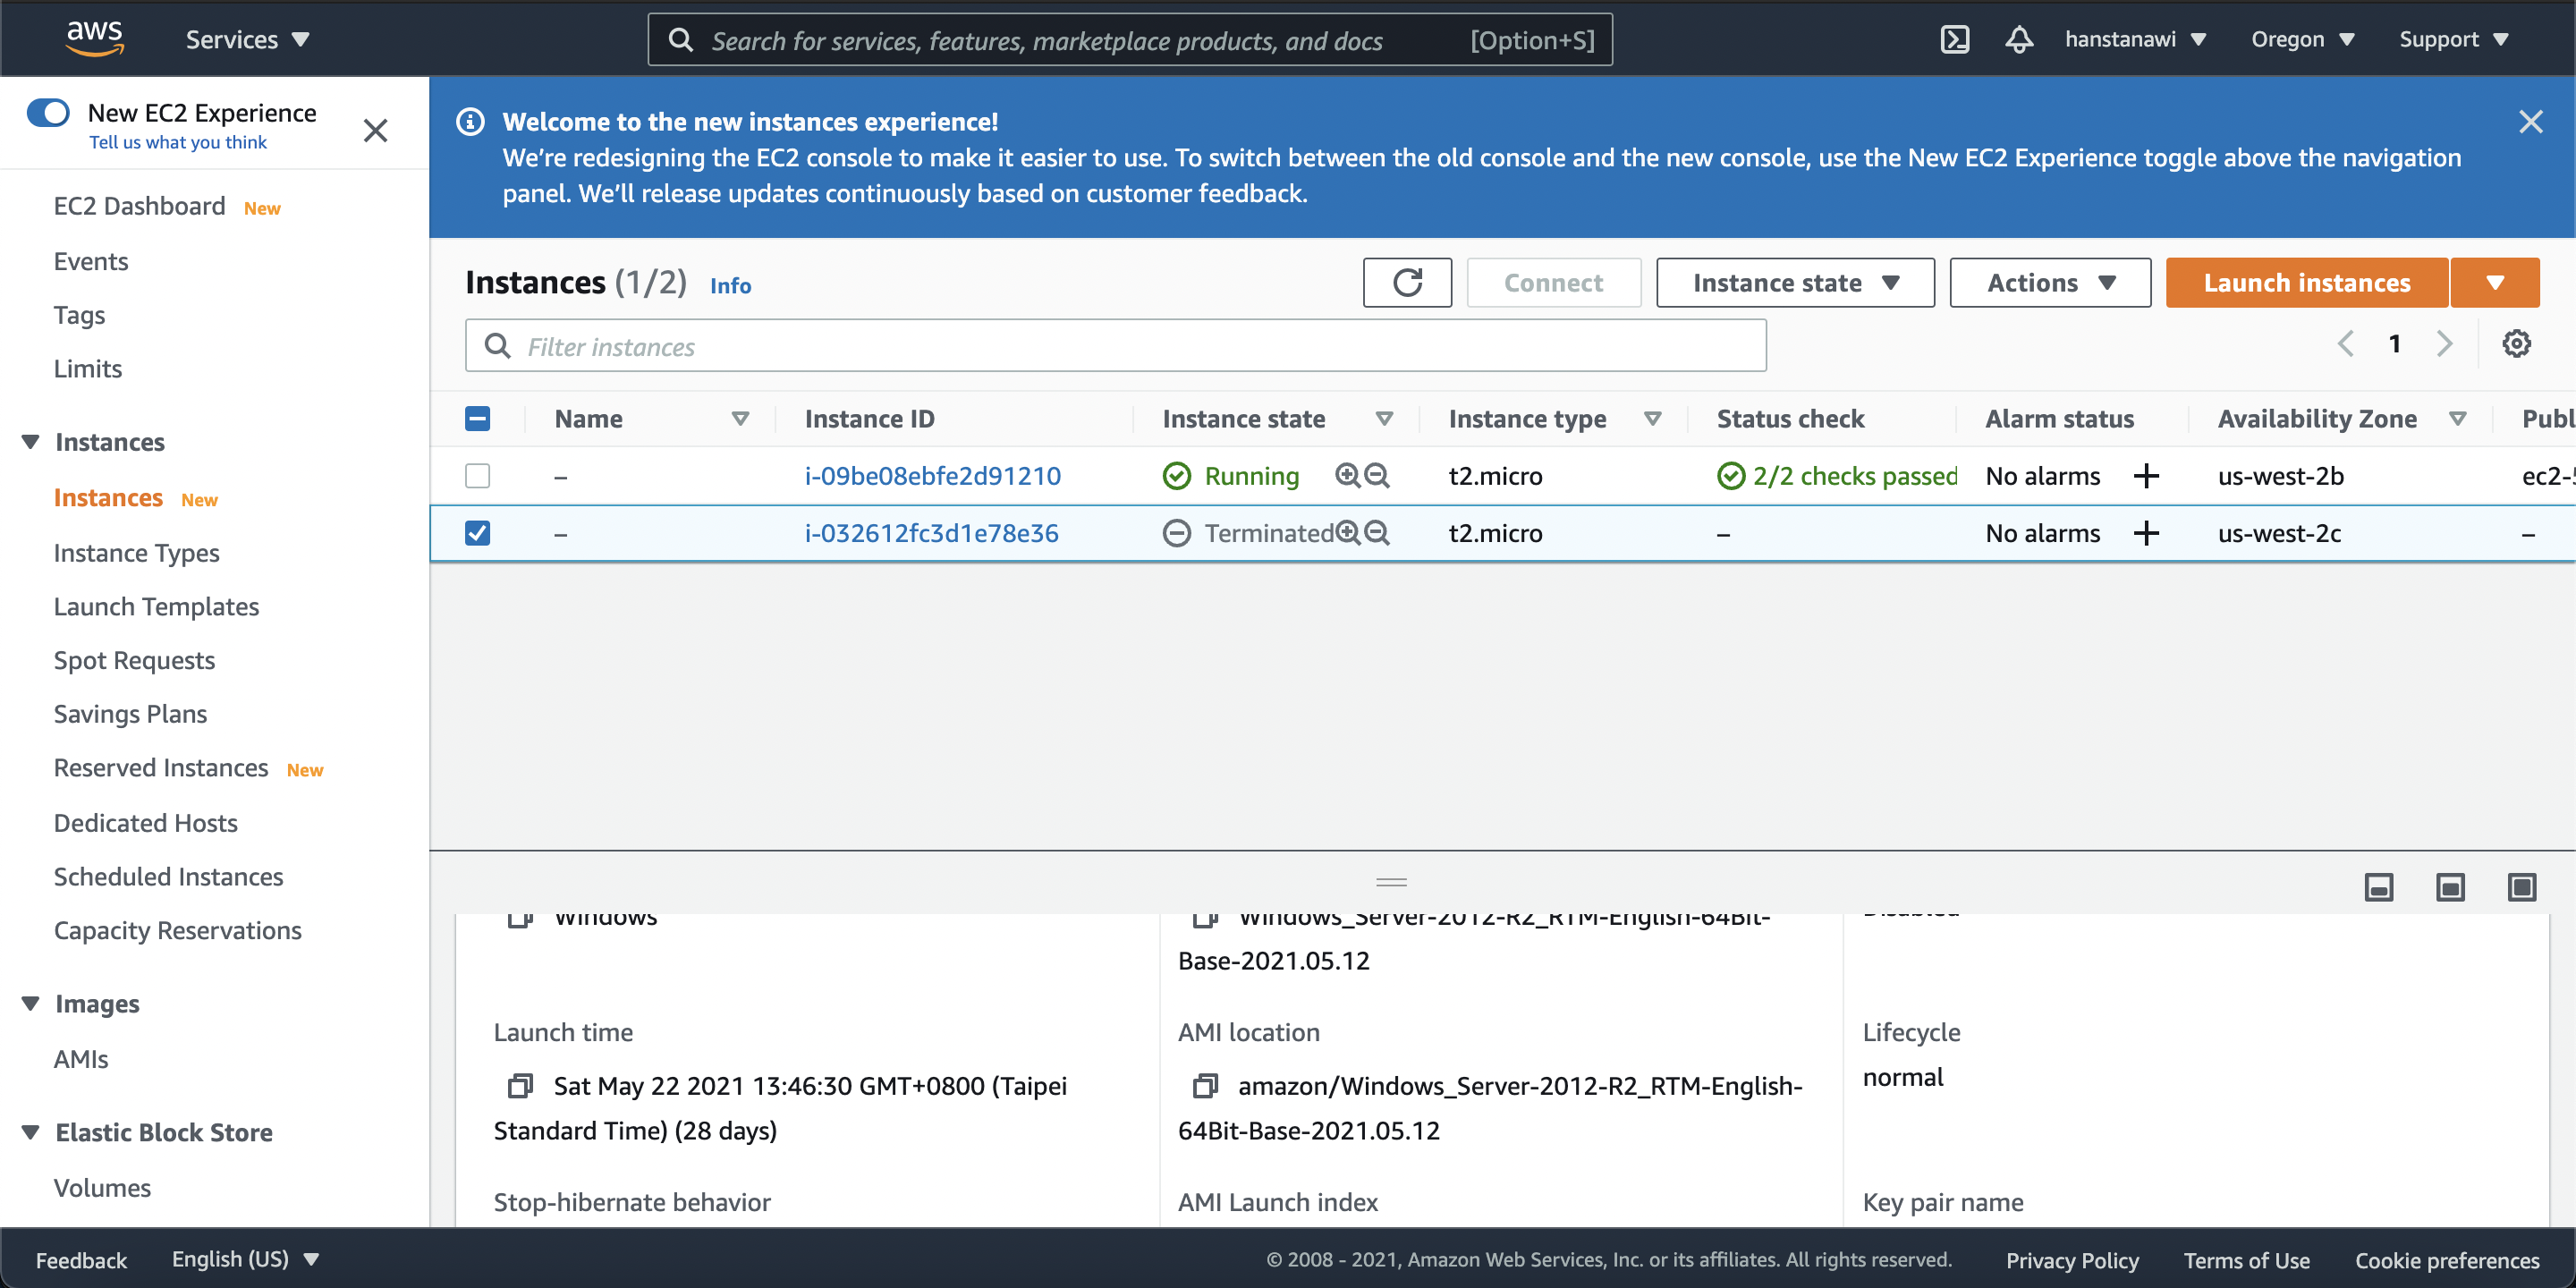 aws
Services
Search for services, features, marketplace products, and docs [Option+S]
hanstanawi
Oregon
Support
New EC2 Experience
Tell us what you think
EC2 Dashboard New
Events
Tags
Limits
Instances
Instances New
Instance Types
Launch Templates
Spot Requests
Savings Plans
Reserved Instances New
Dedicated Hosts
Scheduled Instances
Capacity Reservations
Images
AMIs
Elastic Block Store
Volumes
Welcome to the new instances experience!
We’re redesigning the EC2 console to make it easier to use. To switch between the old console and the new console, use the New EC2 Experience toggle above the navigation
panel. We’ll release updates continuously based on customer feedback.
Instances (1/2) Info
Connect
Instance state
Actions
Launch instances
Filter instances
1
Name Instance ID Instance state Instance type Status check Alarm status Availability Zone Publ
– i-09be08ebfe2d91210 Running t2.micro 2/2 checks passed No alarms + us-west-2b ec2-5
– i-032612fc3d1e78e36 Terminated t2.micro – No alarms + us-west-2c –
Windows
Windows_Server-2012-R2_RTM-English-64Bit-
Base-2021.05.12
Disabled
Launch time
Sat May 22 2021 13:46:30 GMT+0800 (Taipei
Standard Time) (28 days)
AMI location
amazon/Windows_Server-2012-R2_RTM-English-
64Bit-Base-2021.05.12
Lifecycle
normal
Stop-hibernate behavior
AMI Launch index
Key pair name
Feedback
English (US)
© 2008 - 2021, Amazon Web Services, Inc. or its affiliates. All rights reserved.
Privacy Policy
Terms of Use
Cookie preferences